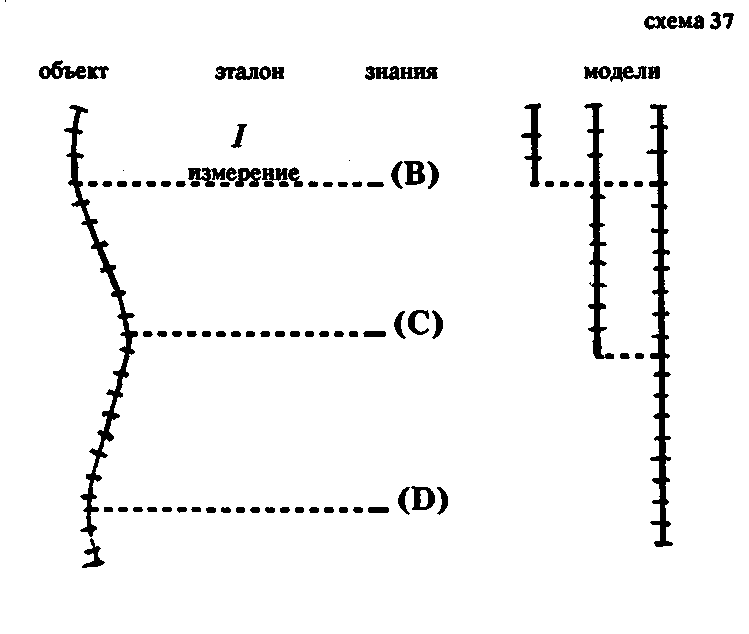 схема 37
объект эталон знания модели
I
измерение (B)
(C)
(D)